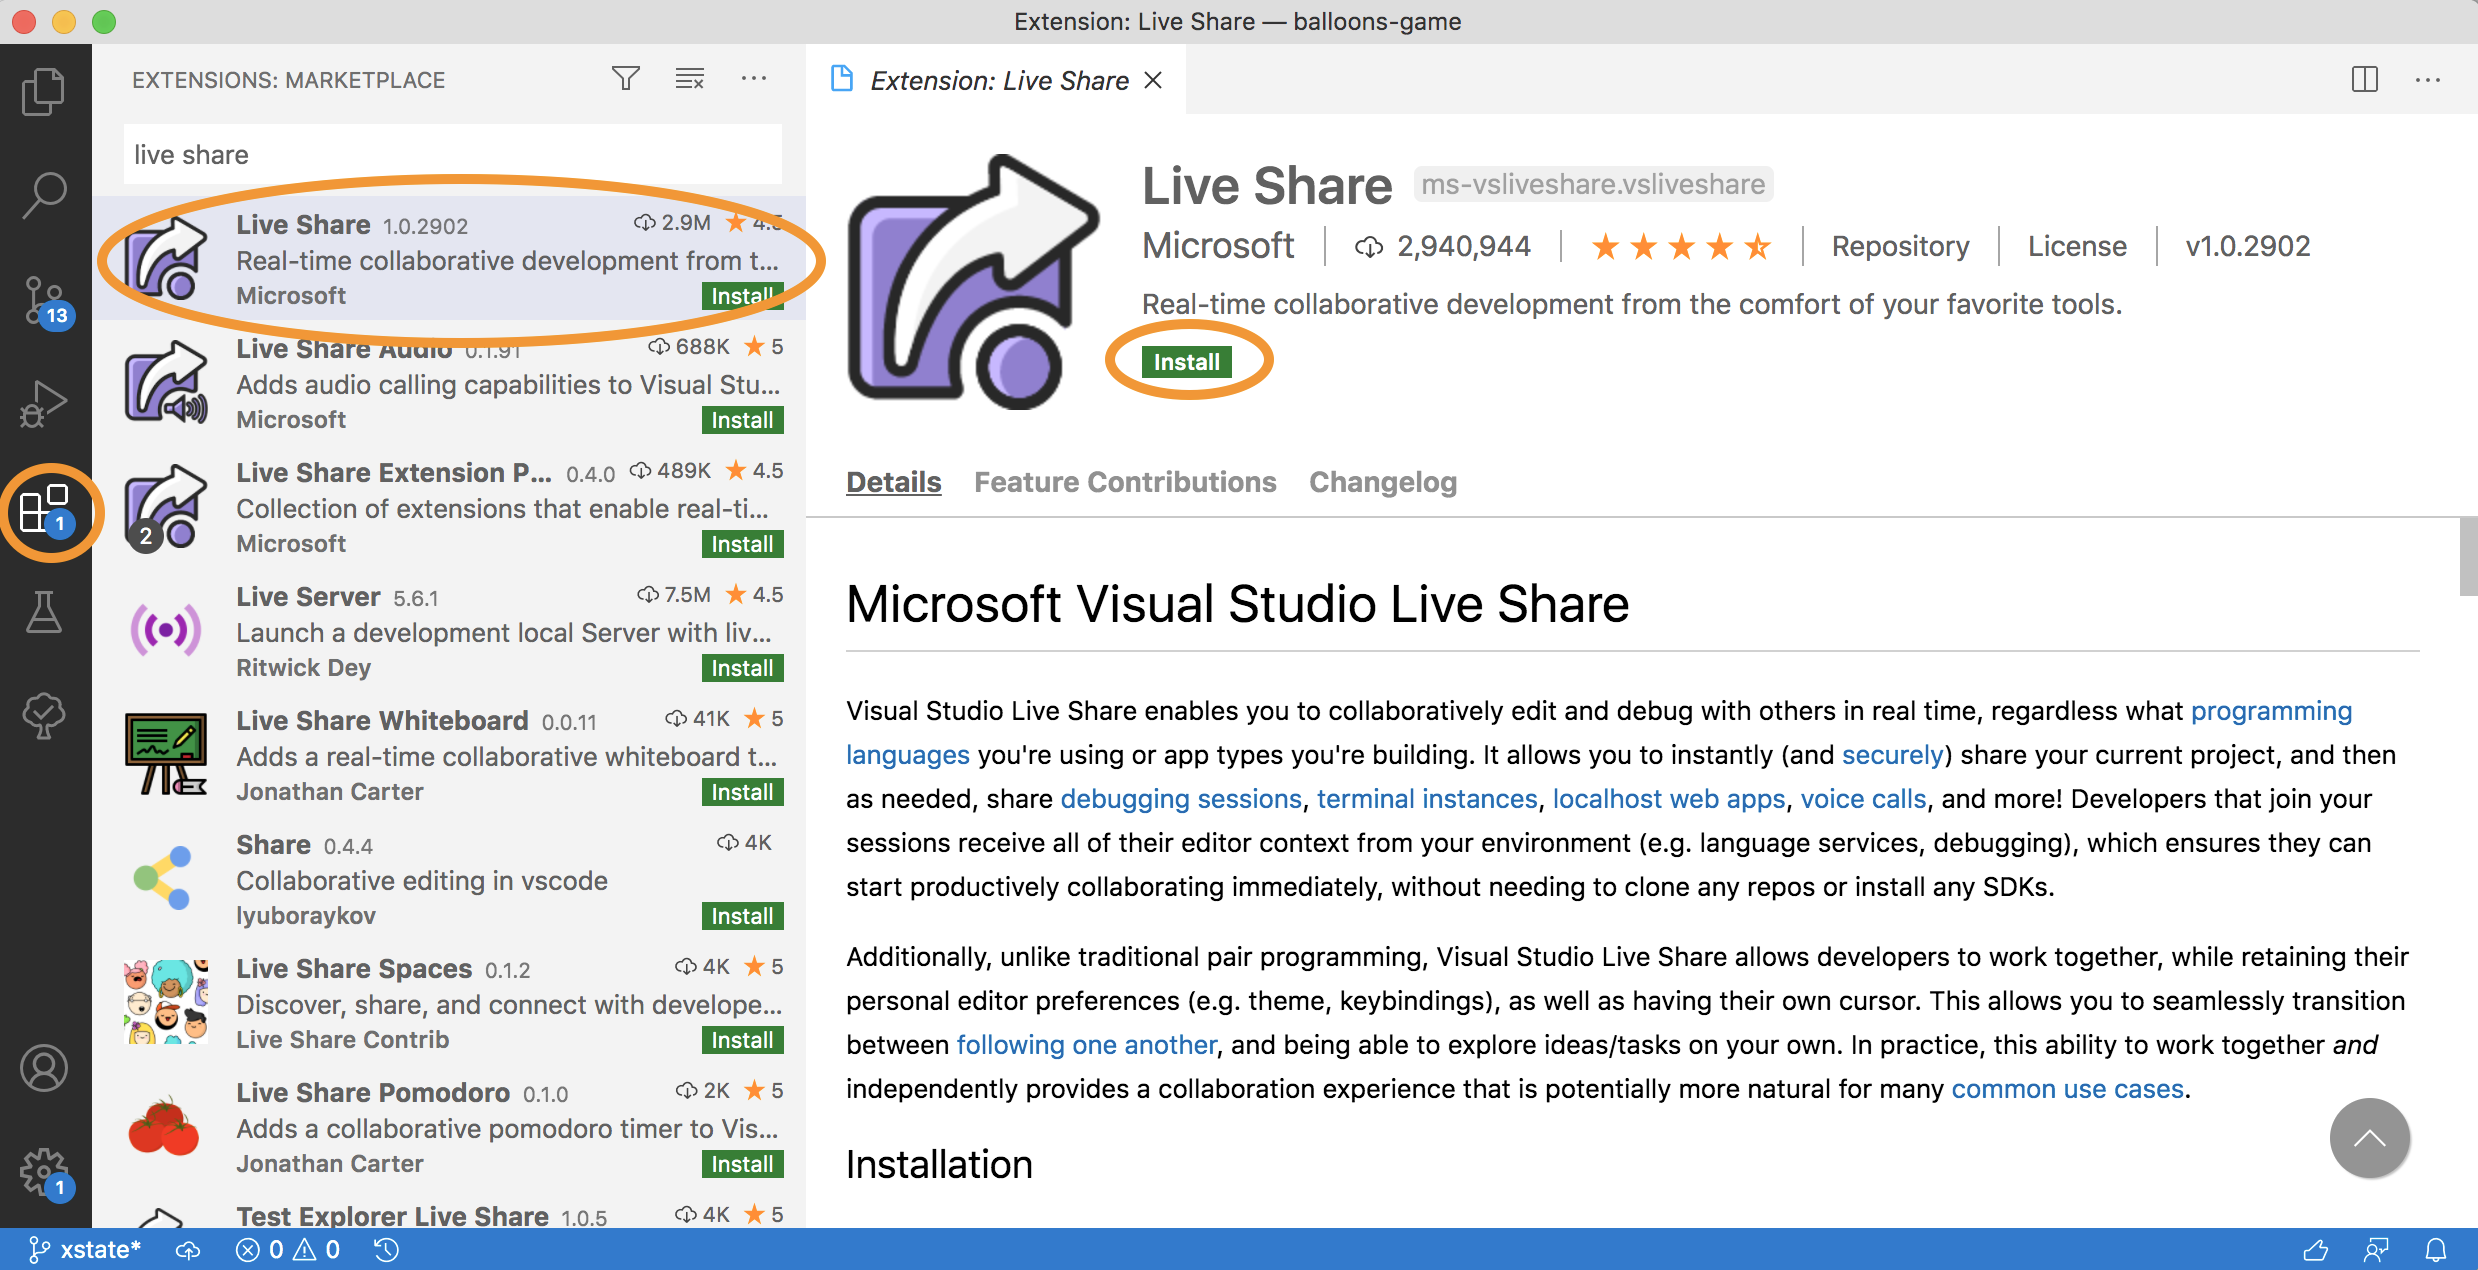 Extension: Live Share — balloons-game
EXTENSIONS: MARKETPLACE
live share
Live Share 1.0.2902 2.9M 4.5
Real-time collaborative development from t...
Microsoft Install
Live Share Audio 0.1.91 688K 5
Adds audio calling capabilities to Visual Stu...
Microsoft Install
Live Share Extension P... 0.4.0 489K 4.5
Collection of extensions that enable real-ti...
Microsoft Install
2
Live Server 5.6.1 7.5M 4.5
Launch a development local Server with liv...
Ritwick Dey Install
Live Share Whiteboard 0.0.11 41K 5
Adds a real-time collaborative whiteboard t...
Jonathan Carter Install
Share 0.4.4 4K
Collaborative editing in vscode
lyuboraykov Install
Live Share Spaces 0.1.2 4K 5
Discover, share, and connect with develope...
Live Share Contrib Install
Live Share Pomodoro 0.1.0 2K 5
Adds a collaborative pomodoro timer to Vis...
Jonathan Carter Install
Test Explorer Live Share 1.0.5 4K 5
13
1
1
Extension: Live Share
Live Share ms-vsliveshare.vsliveshare
Microsoft 2,940,944 Repository License v1.0.2902
Real-time collaborative development from the comfort of your favorite tools.
Install
Details Feature Contributions Changelog
Microsoft Visual Studio Live Share
Visual Studio Live Share enables you to collaboratively edit and debug with others in real time, regardless what programming
languages you're using or app types you're building. It allows you to instantly (and securely) share your current project, and then
as needed, share debugging sessions, terminal instances, localhost web apps, voice calls, and more! Developers that join your
sessions receive all of their editor context from your environment (e.g. language services, debugging), which ensures they can
start productively collaborating immediately, without needing to clone any repos or install any SDKs.
Additionally, unlike traditional pair programming, Visual Studio Live Share allows developers to work together, while retaining their
personal editor preferences (e.g. theme, keybindings), as well as having their own cursor. This allows you to seamlessly transition
between following one another, and being able to explore ideas/tasks on your own. In practice, this ability to work together and
independently provides a collaboration experience that is potentially more natural for many common use cases.
Installation
xstate* 0 0